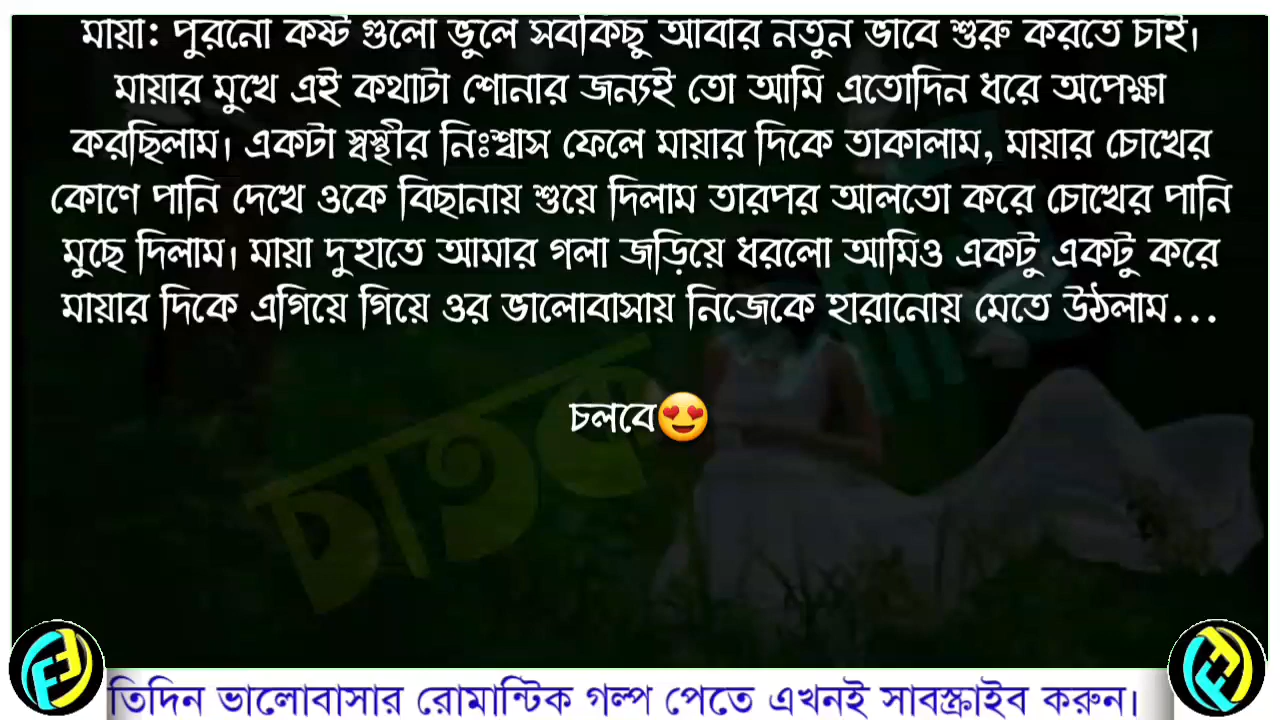 মায়া: পুরনো কষ্ট গুলো ভুলে সবকিছু আবার নতুন ভাবে শুরু করতে চাই।
মায়ার মুখে এই কথাটা শোনার জন্যই তো আমি এতোদিন ধরে অপেক্ষা
করছিলাম। একটা স্বস্থীর নিঃশ্বাস ফেলে মায়ার দিকে তাকালাম, মায়ার চোখের
কোণে পানি দেখে ওকে বিছানায় শুয়ে দিলাম তারপর আলতো করে চোখের পানি
মুছে দিলাম। মায়া দুহাতে আমার গলা জড়িয়ে ধরলো আমিও একটু একটু করে
মায়ার দিকে এগিয়ে গিয়ে ওর ভালোবাসায় নিজেকে হারানোয় মেতে উঠলাম...
চলবে😍
তিদিন ভালোবাসার রোমান্টিক গল্প পেতে এখনই সাবস্ক্রাইব করুন।